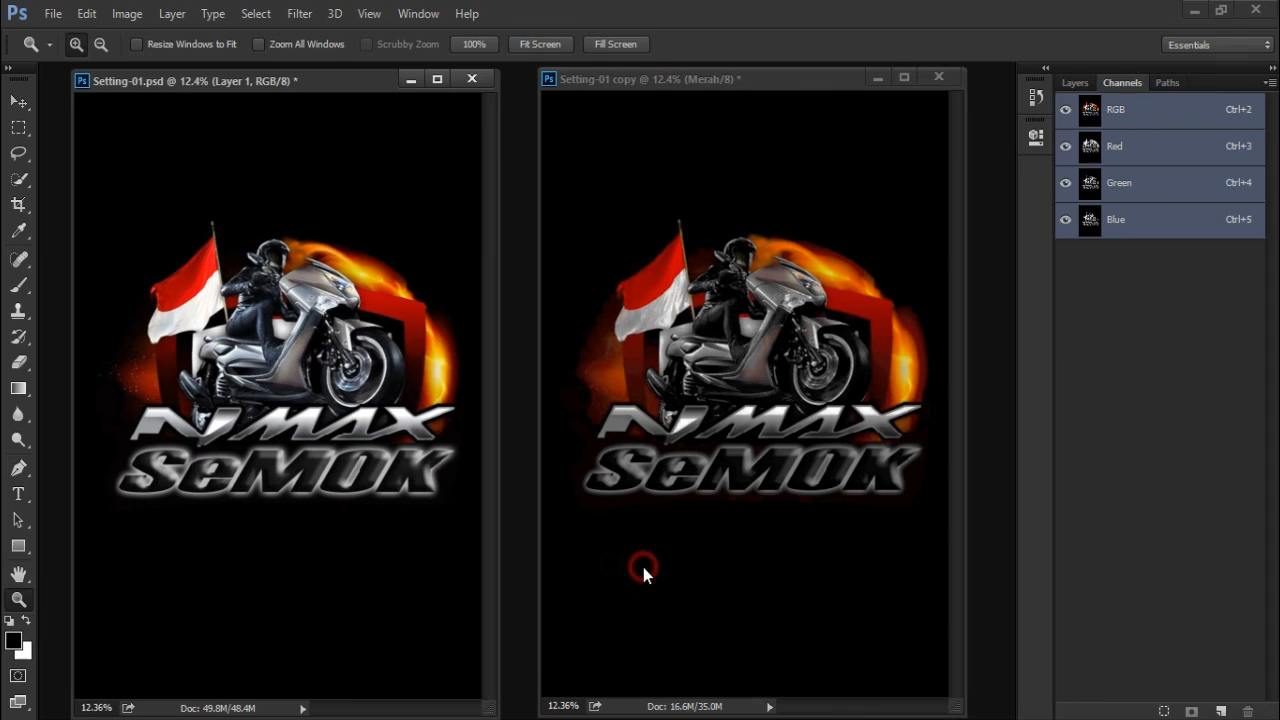 Ps File Edit Image Layer Type Select Filter 3D View Window Help
Resize Windows to Fit Zoom All Windows Scrubby Zoom 100% Fit Screen Fill Screen Essentials
Ps Setting-01.psd @ 12.4% (Layer 1, RGB/8) *
Ps Setting-01 copy @ 12.4% (Merah/8) *
Layers Channels Paths
RGB Ctrl+2
Red Ctrl+3
Green Ctrl+4
Blue Ctrl+5
NMAX
SeMOK
NMAX
SeMOK
T
12.36% Doc: 49.8M/48.4M
12.36% Doc: 16.6M/35.0M